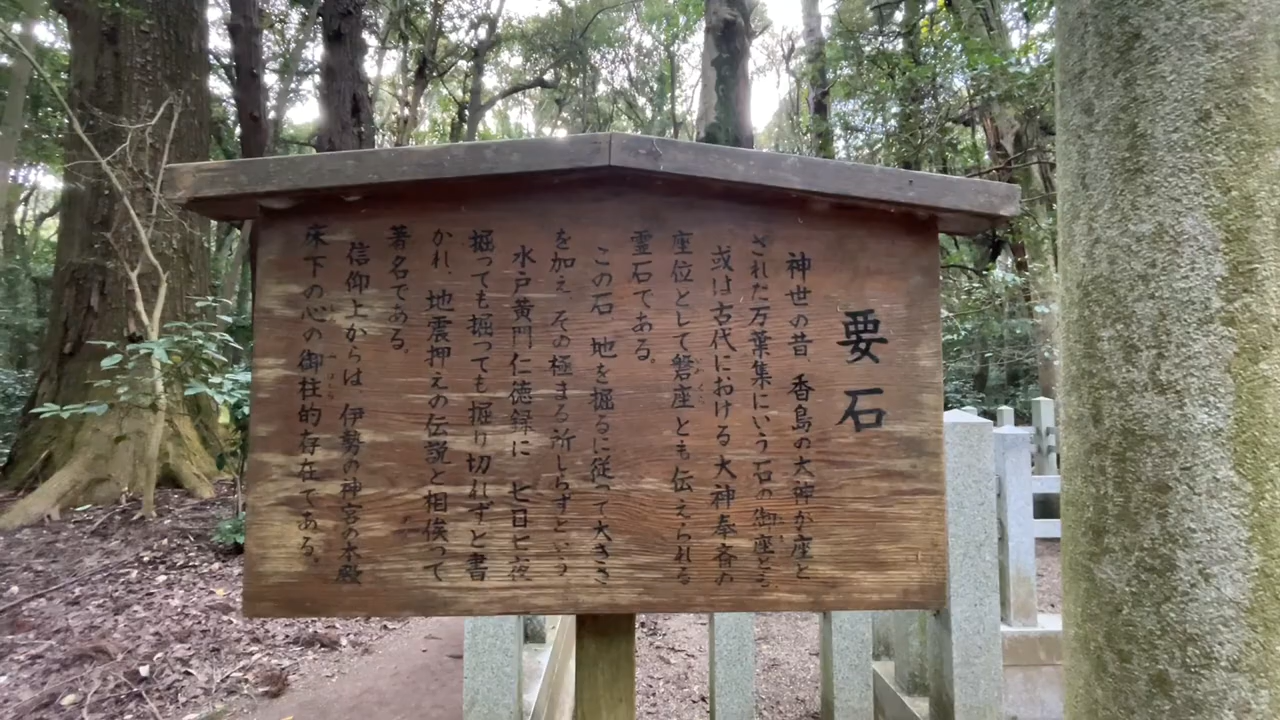 要石
神世の昔、香島の大神が座と
された万葉集にいう石の御座とも
或は古代における大神奉斎の
座位として磐座とも伝えられる
霊石である。
この石 地を掘るに従って大きさ
を加え その極まる所しらずという
水戸黄門仁徳録に 七日七夜
掘っても掘っても掘り切れずと書
かれ、地震押えの伝説と相俟って
著名である。
信仰上からは、伊勢の神宮の本殿
床下の心の御柱的存在である。